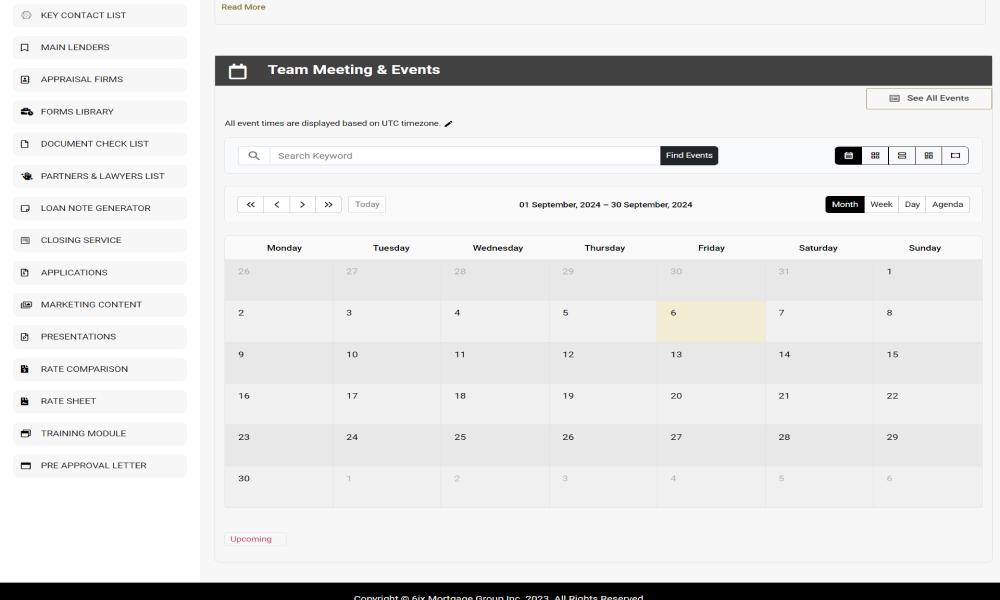 KEY CONTACT LIST
MAIN LENDERS
APPRAISAL FIRMS
FORMS LIBRARY
DOCUMENT CHECK LIST
PARTNERS & LAWYERS LIST
LOAN NOTE GENERATOR
CLOSING SERVICE
APPLICATIONS
MARKETING CONTENT
PRESENTATIONS
RATE COMPARISON
RATE SHEET
TRAINING MODULE
PRE APPROVAL LETTER
Read More
Team Meeting & Events
See All Events
All event times are displayed based on UTC timezone.
Search Keyword Find Events
Today 01 September, 2024 – 30 September, 2024 Month Week Day Agenda
Monday Tuesday Wednesday Thursday Friday Saturday Sunday
26 27 28 29 30 31 1
2 3 4 5 6 7 8
9 10 11 12 13 14 15
16 17 18 19 20 21 22
23 24 25 26 27 28 29
30 1 2 3 4 5 6
Upcoming
Copyright © 6ix Mortgage Group Inc. 2023. All Rights Reserved